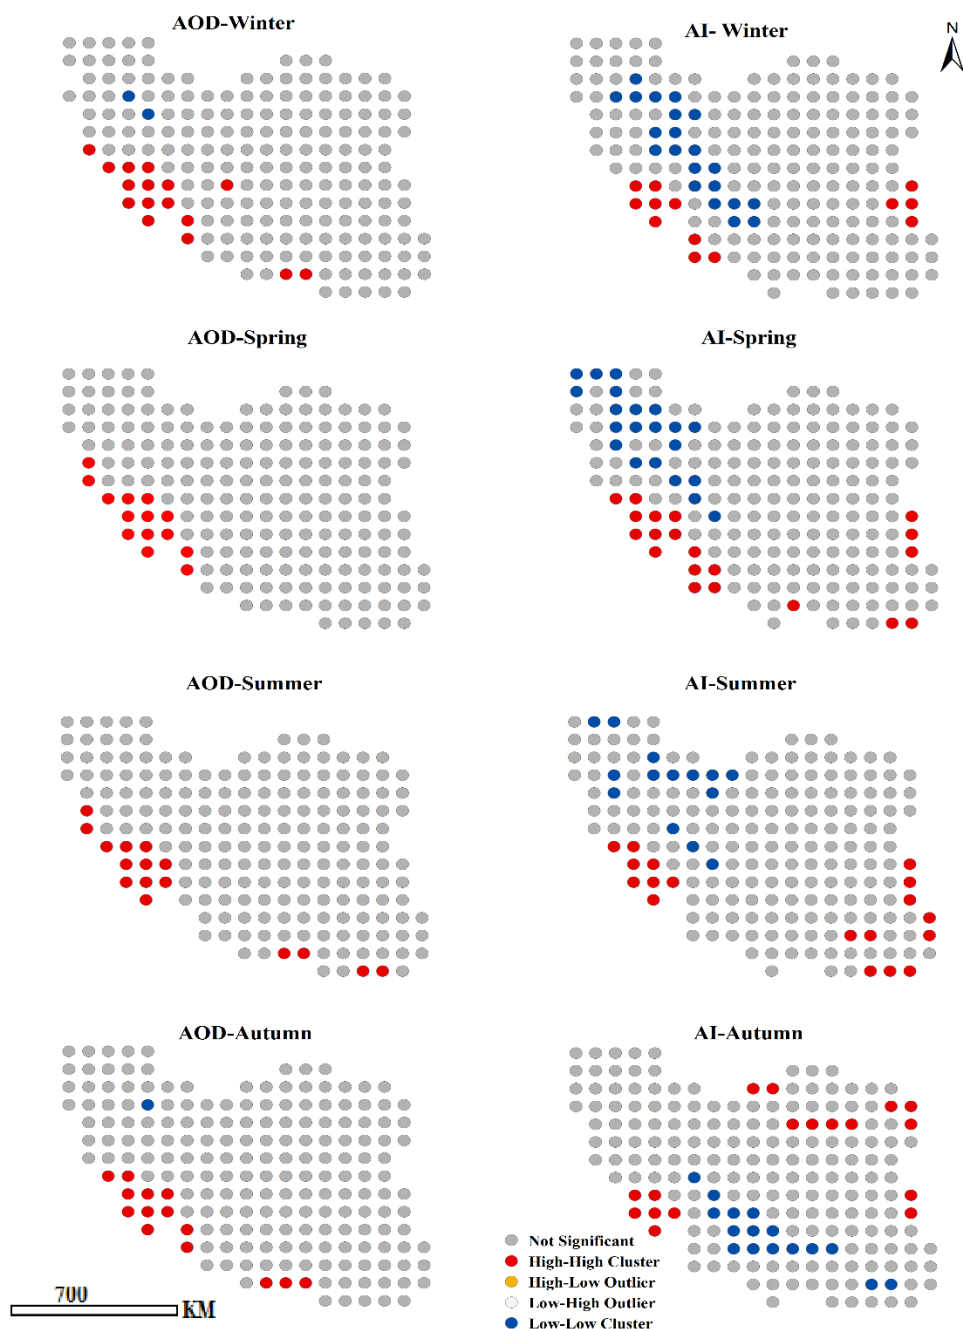 AOD-Winter
AI- Winter
N
AOD-Spring
AI-Spring
AOD-Summer
AI-Summer
AOD-Autumn
AI-Autumn
Not Significant
High-High Cluster
High-Low Outlier
Low-High Outlier
Low-Low Cluster
700
KM